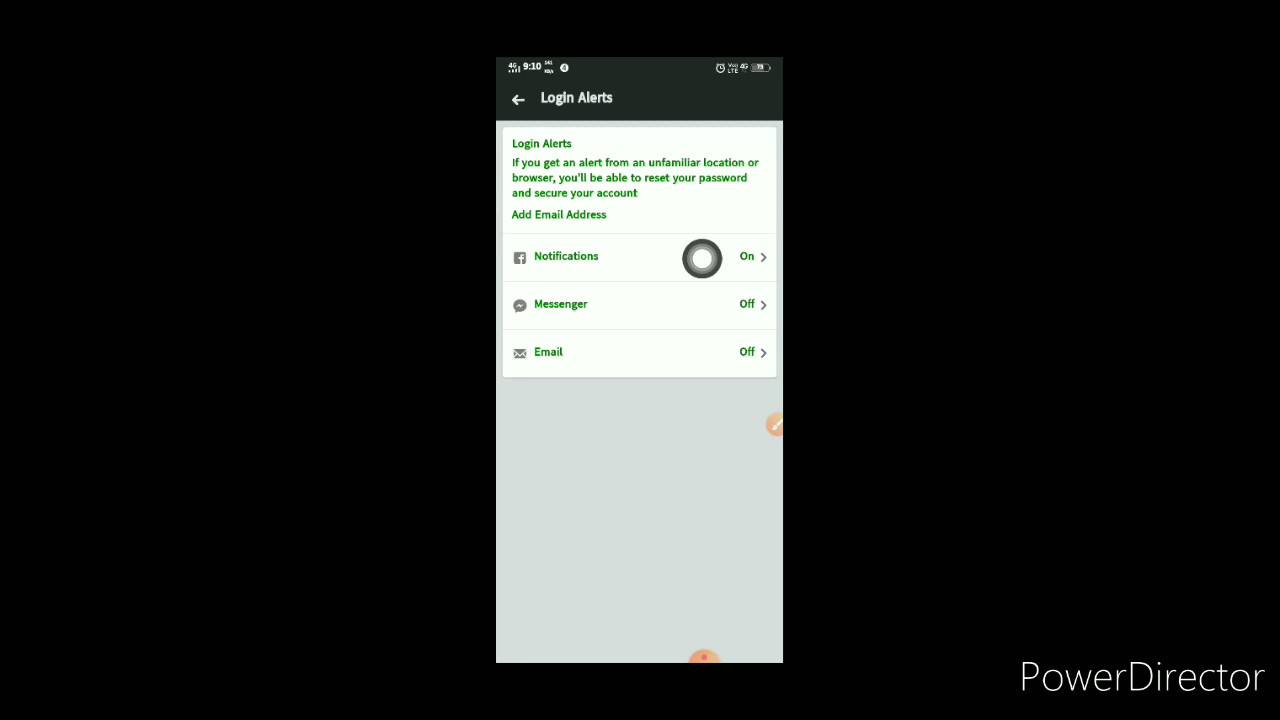 4G 9:10
Login Alerts
Login Alerts
If you get an alert from an unfamiliar location or
browser, you'll be able to reset your password
and secure your account
Add Email Address
Notifications On
Messenger Off
Email Off
PowerDirector